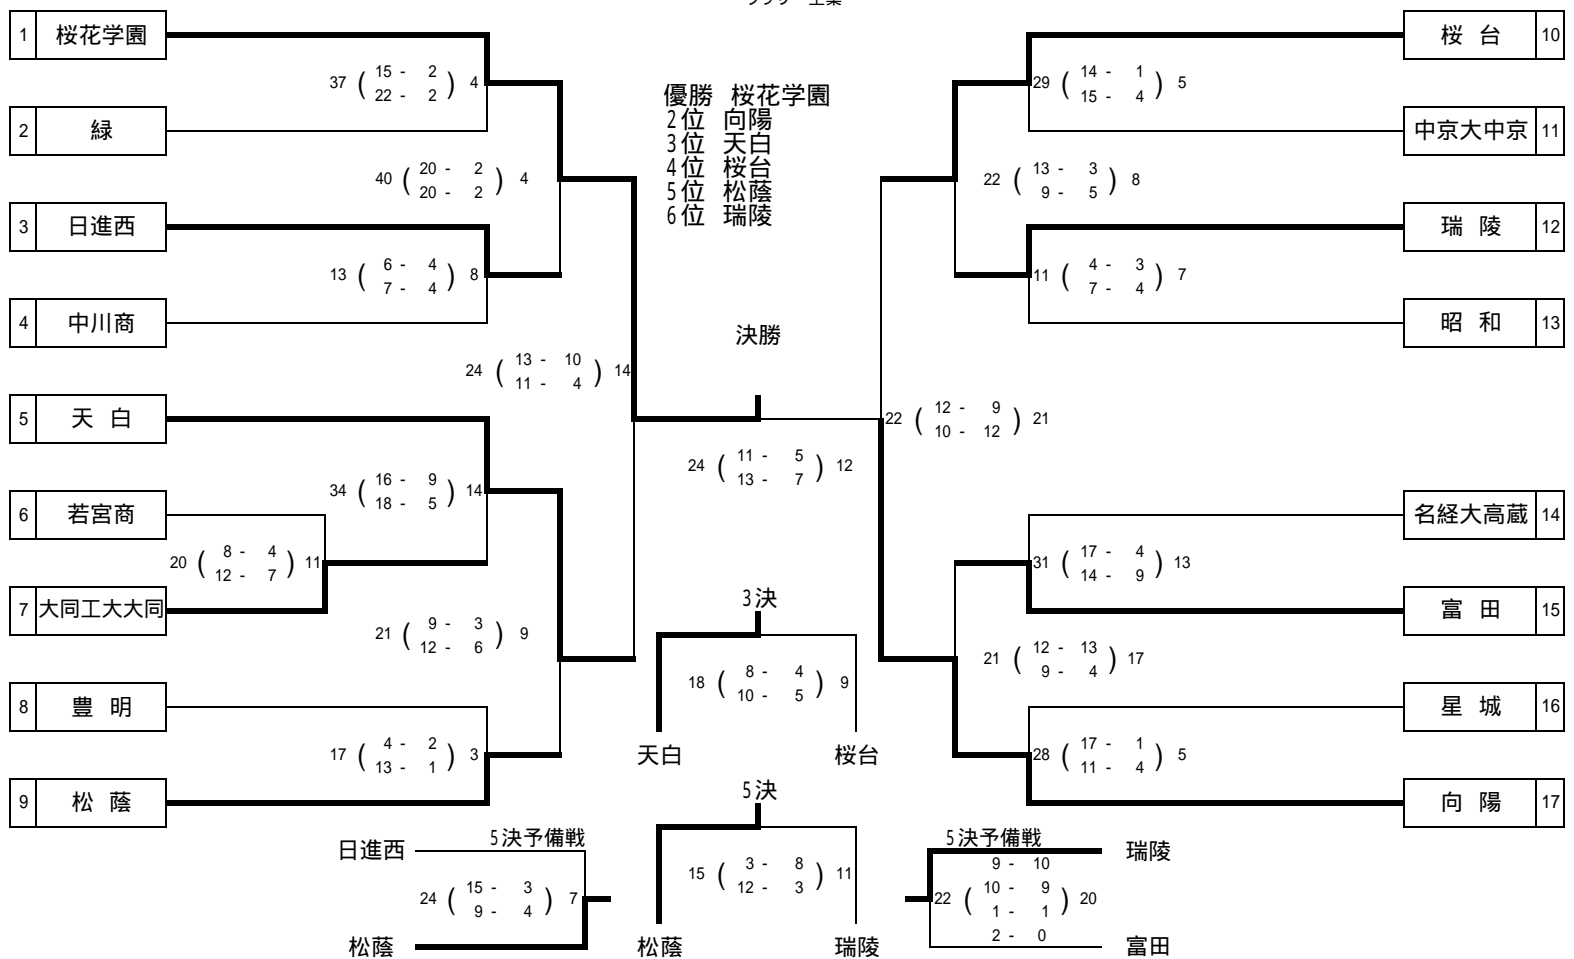 1 桜花学園
37 ( 15 - 2 22 - 2 ) 4
2 緑
40 ( 20 - 2 20 - 2 ) 4
3 日進西
13 ( 6 - 4 7 - 4 ) 8
4 中川商
24 ( 13 - 10 11 - 4 ) 14
5 天 白
34 ( 16 - 9 18 - 5 ) 14
6 若宮商
20 ( 8 - 4 12 - 7 ) 11
7 大同工大大同
21 ( 9 - 3 12 - 6 ) 9
8 豊 明
17 ( 4 - 2 13 - 1 ) 3
9 松 蔭
優勝 桜花学園
2位 向陽
3位 天白
4位 桜台
5位 松蔭
6位 瑞陵
決勝
24 ( 11 - 5 13 - 7 ) 12
3決
18 ( 8 - 4 10 - 5 ) 9
天白 桜台
5決
15 ( 3 - 8 12 - 3 ) 11
松蔭 瑞陵
桜 台 10
29 ( 14 - 1 15 - 4 ) 5
中京大中京 11
22 ( 13 - 3 9 - 5 ) 8
瑞 陵 12
11 ( 4 - 3 7 - 4 ) 7
昭 和 13
22 ( 12 - 9 10 - 12 ) 21
名経大高蔵 14
31 ( 17 - 4 14 - 9 ) 13
富 田 15
21 ( 12 - 13 9 - 4 ) 17
星 城 16
28 ( 17 - 1 11 - 4 ) 5
向 陽 17
5決予備戦
日進西
24 ( 15 - 3 9 - 4 ) 7
松蔭
5決予備戦
瑞陵
22 ( 9 - 10 10 - 9 1 - 1 2 - 0 ) 20
富田